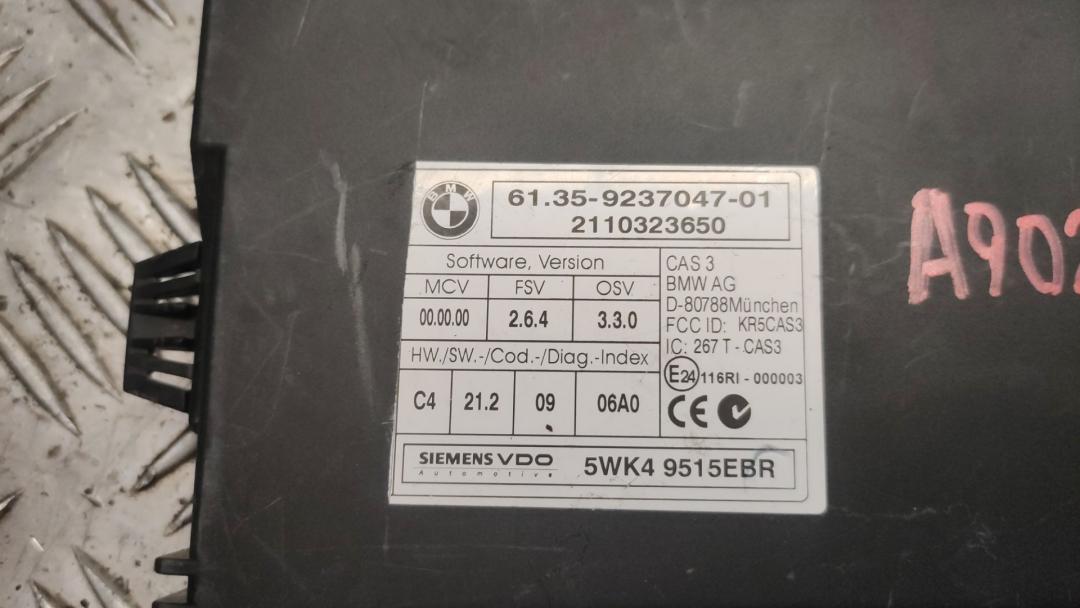 BMW
61.35-9237047-01
2110323650
Software, Version
MCV FSV OSV
00.00.00 2.6.4 3.3.0
HW./SW.-/Cod.-/Diag.-Index
C4 21.2 09 06A0
CAS 3
BMW AG
D-80788München
FCC ID: KR5CAS3
IC: 267 T - CAS3
E24 116RI - 000003
CE
SIEMENS VDO
Automotive
5WK4 9515EBR